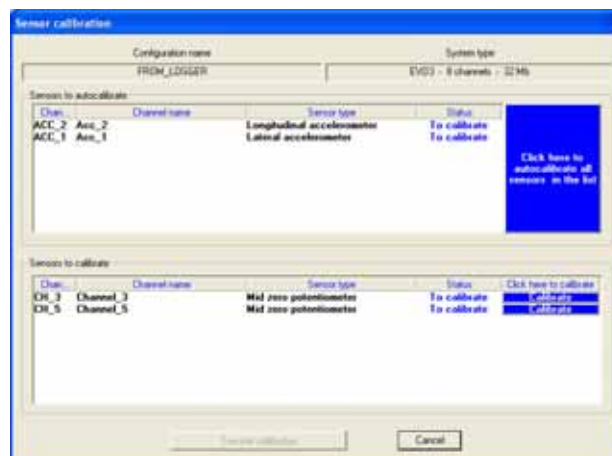 Sensor calibration
Configuration name System type
FROM_LOGGER EVO3 - 8 channels - 32 Mb
Sensors to autocalibrate
Chan... Channel name Sensor type Status
ACC_2 Acc_2 Longitudinal accelerometer To calibrate
ACC_1 Acc_1 Lateral accelerometer To calibrate
Click here to
autocalibrate all
sensors in the list
Sensors to calibrate
Chan... Channel name Sensor type Status Click here to calibrate
CH_3 Channel_3 Mid zero potentiometer To calibrate Calibrate
CH_5 Channel_5 Mid zero potentiometer To calibrate Calibrate
Cancel